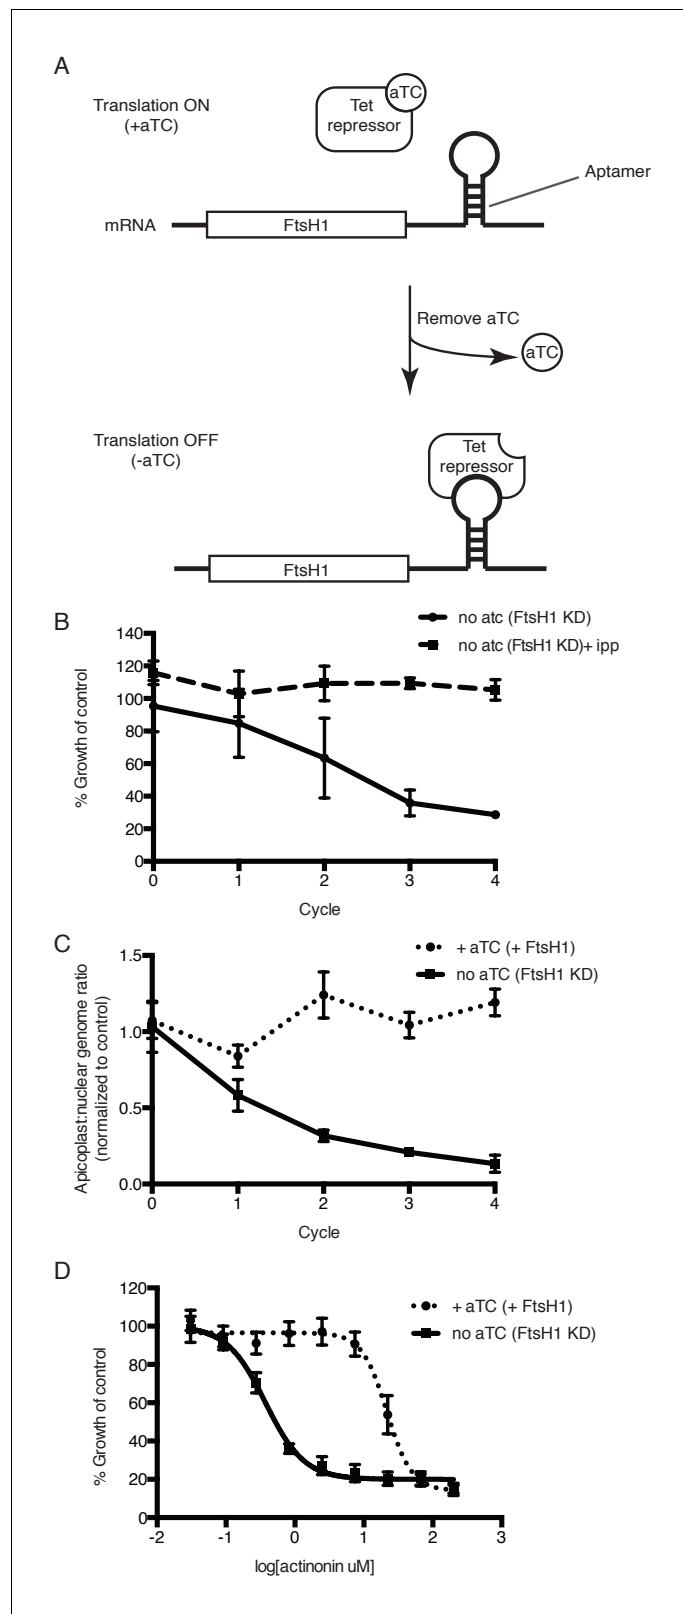 A
Translation ON
(+aTC)
aTC
Tet
repressor
Aptamer
mRNA
FtsH1
Remove aTC
aTC
Translation OFF
(-aTC)
Tet
repressor
FtsH1
B
no atc (FtsH1 KD)
no atc (FtsH1 KD)+ ipp
% Growth of control
140
120
100
80
60
40
20
0
0 1 2 3 4
Cycle
C
+ aTC (+ FtsH1)
no aTC (FtsH1 KD)
Apicoplast:nuclear genome ratio
(normalized to control)
1.5
1.0
0.5
0.0
0 1 2 3 4
Cycle
D
+ aTC (+ FtsH1)
no aTC (FtsH1 KD)
% Growth of control
120
100
80
60
40
20
0
-2 -1 0 1 2 3
log[actinonin uM]